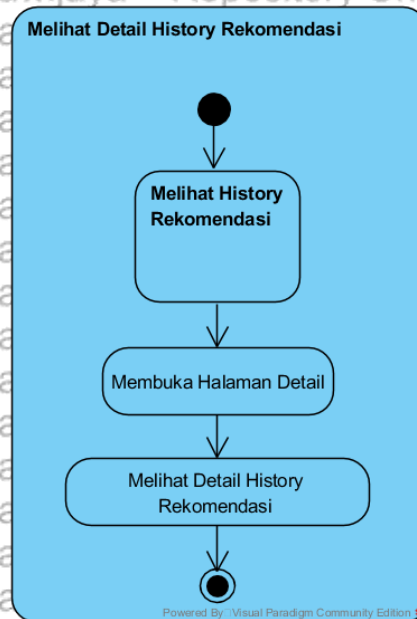 Melihat Detail History Rekomendasi
Melihat History
Rekomendasi
Membuka Halaman Detail
Melihat Detail History
Rekomendasi
Powered By Visual Paradigm Community Edition